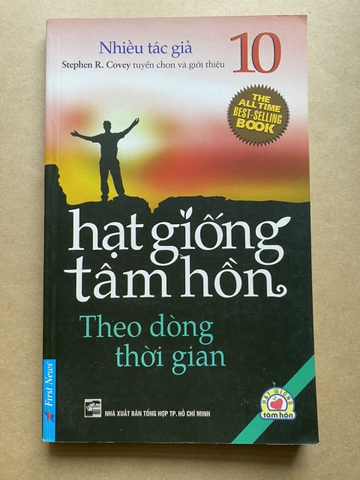 Nhiều tác giả
Stephen R. Covey tuyển chọn và giới thiệu
10
THE
ALL TIME
BEST-SELLING
BOOK
hạt giống
tâm hồn
Theo dòng
thời gian
First News
NHÀ XUẤT BẢN TỔNG HỢP TP. HỒ CHÍ MINH
HẠT GIỐNG
tâm hồn